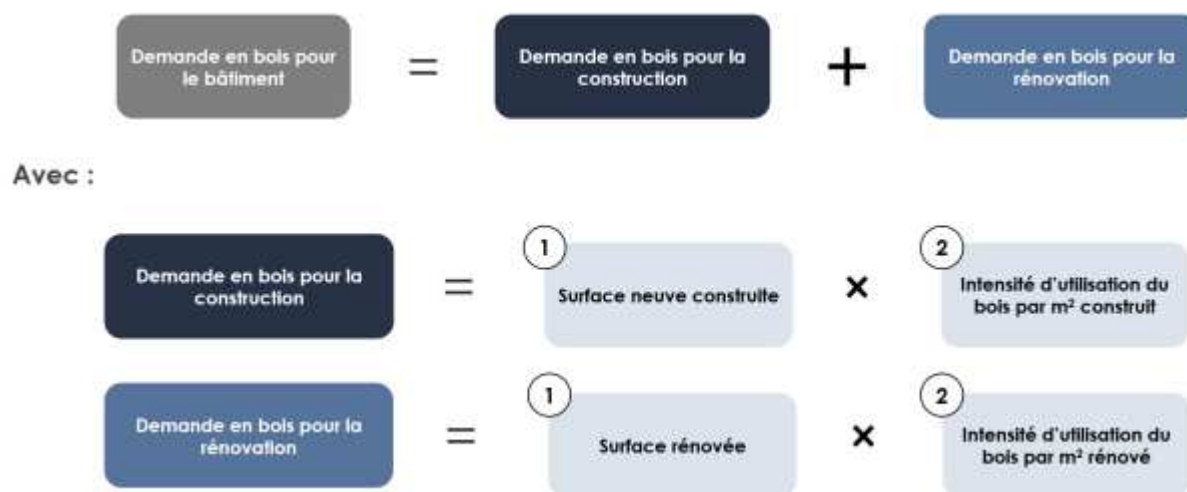 Demande en bois pour
le bâtiment
=
Demande en bois pour la
construction
+
Demande en bois pour la
rénovation
Avec :
Demande en bois pour la
construction
=
1
Surface neuve construite
×
2
Intensité d'utilisation du
bois par m² construit
Demande en bois pour la
rénovation
=
1
Surface rénovée
×
2
Intensité d'utilisation du
bois par m² rénové